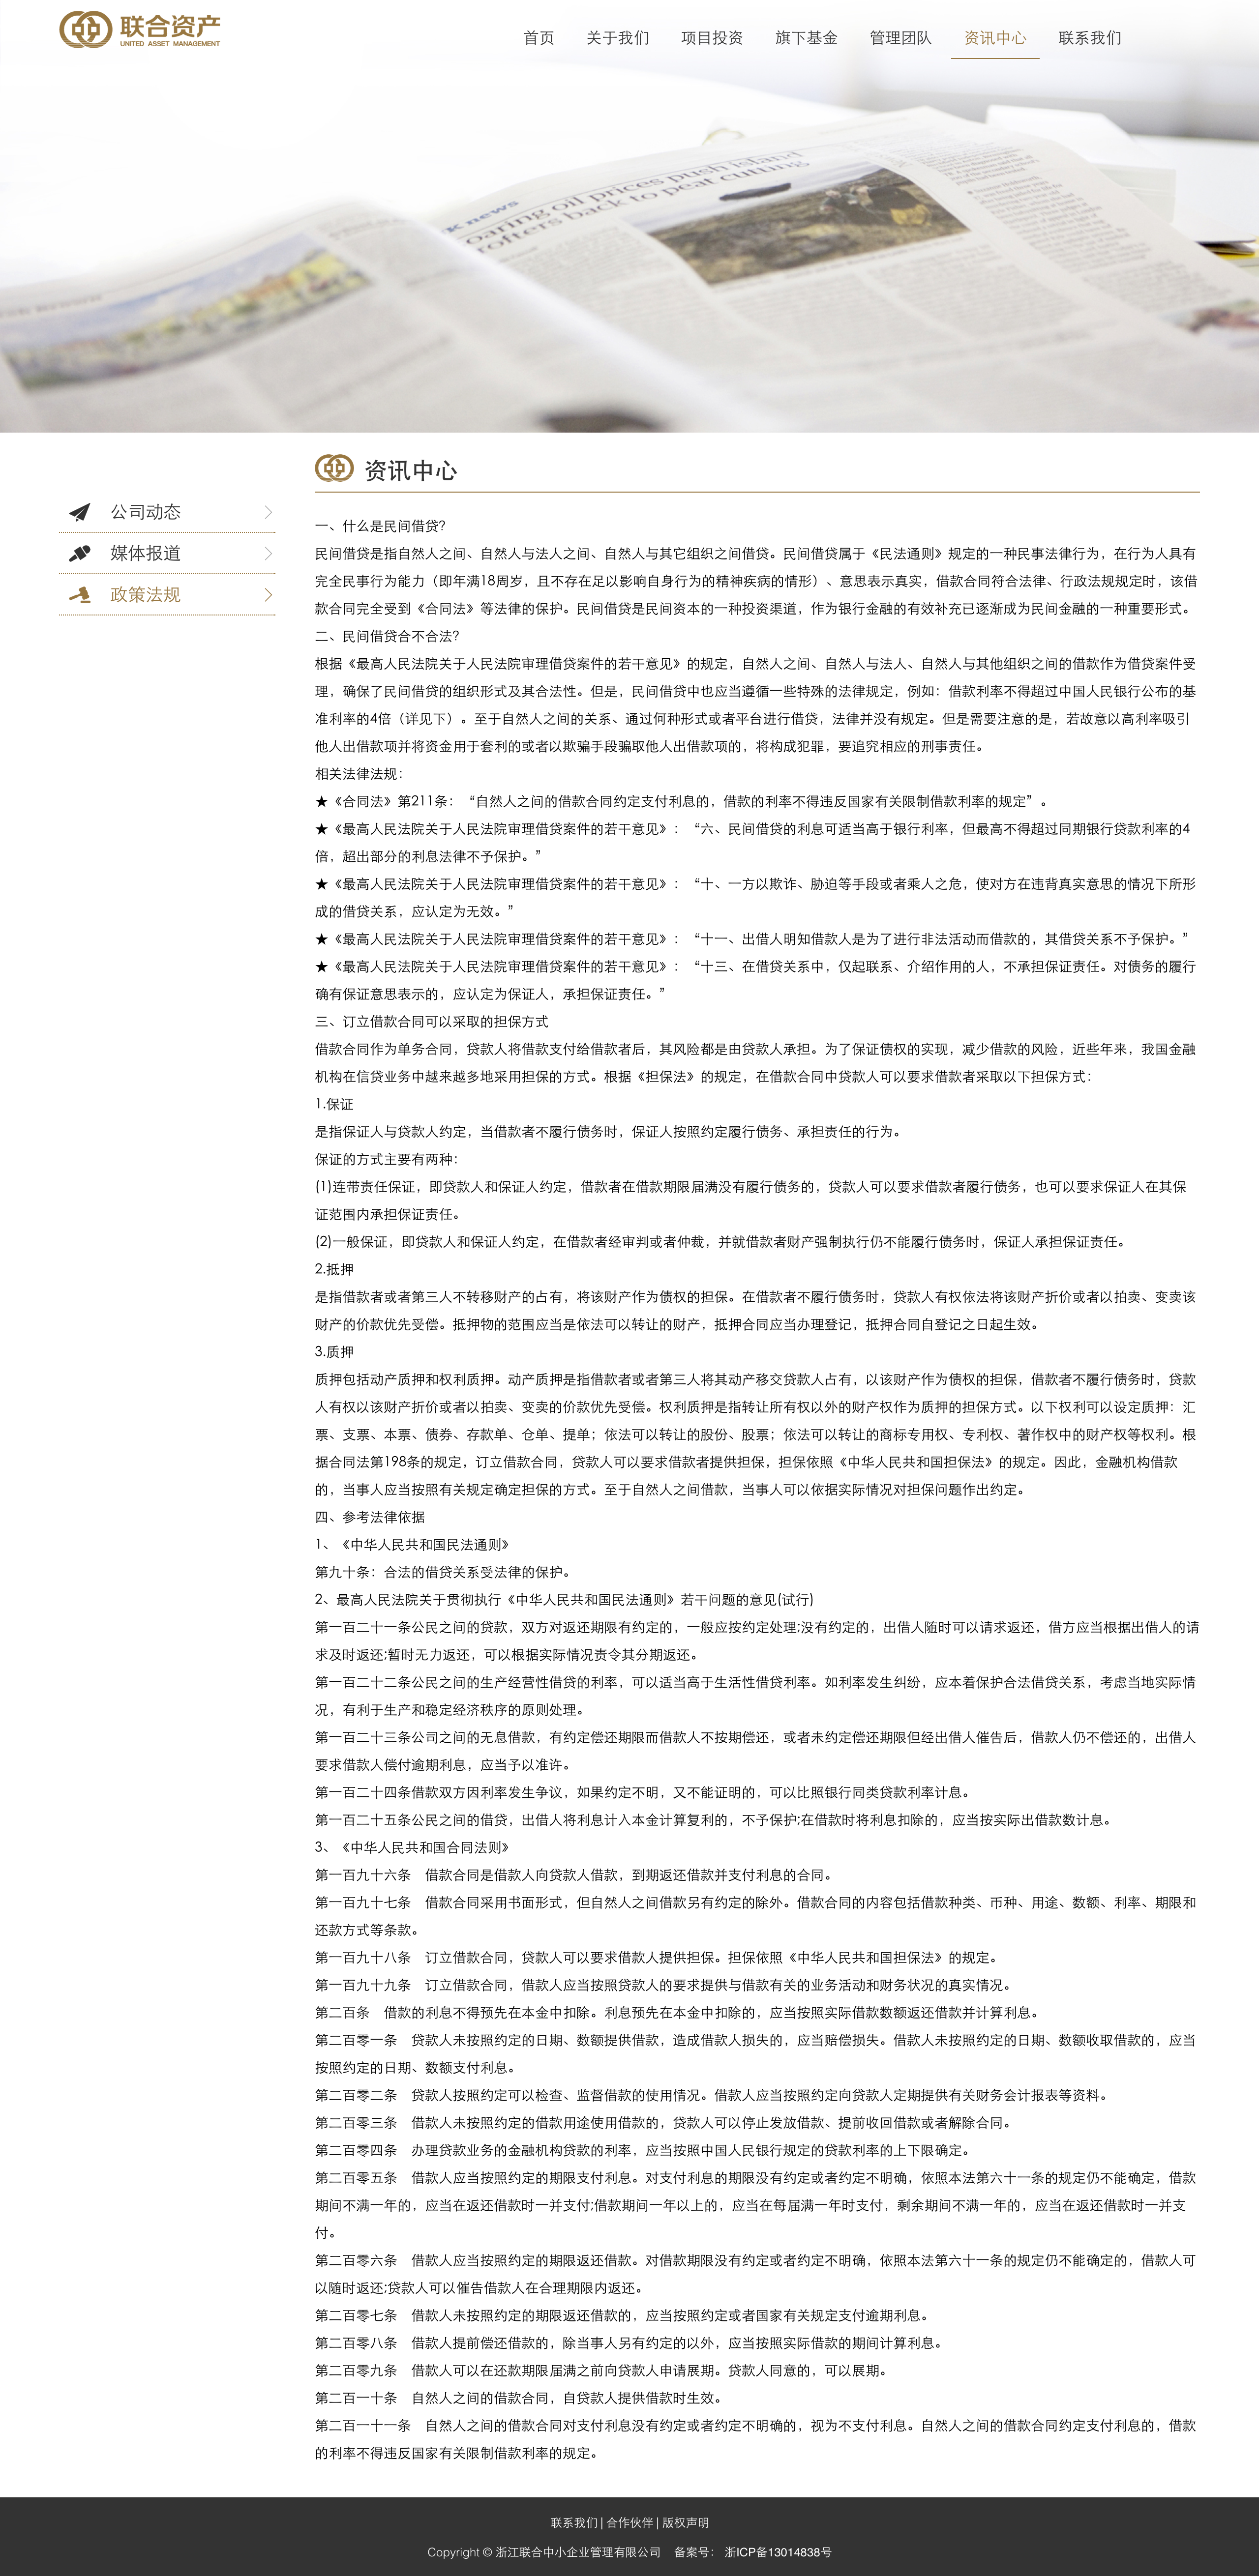 联合资产
UNITED ASSET MANAGEMENT
首页 关于我们 项目投资 旗下基金 管理团队 资讯中心 联系我们
k news
oaring oil prices push island
rofters back to peat cutting
资讯中心
公司动态
媒体报道
政策法规
一、什么是民间借贷?
民间借贷是指自然人之间、自然人与法人之间、自然人与其它组织之间借贷。民间借贷属于《民法通则》规定的一种民事法律行为，在行为人具有
完全民事行为能力（即年满18周岁，且不存在足以影响自身行为的精神疾病的情形）、意思表示真实，借款合同符合法律、行政法规规定时，该借
款合同完全受到《合同法》等法律的保护。民间借贷是民间资本的一种投资渠道，作为银行金融的有效补充已逐渐成为民间金融的一种重要形式。
二、民间借贷合不合法?
根据《最高人民法院关于人民法院审理借贷案件的若干意见》的规定，自然人之间、自然人与法人、自然人与其他组织之间的借款作为借贷案件受
理，确保了民间借贷的组织形式及其合法性。但是，民间借贷中也应当遵循一些特殊的法律规定，例如：借款利率不得超过中国人民银行公布的基
准利率的4倍（详见下）。至于自然人之间的关系、通过何种形式或者平台进行借贷，法律并没有规定。但是需要注意的是，若故意以高利率吸引
他人出借款项并将资金用于套利的或者以欺骗手段骗取他人出借款项的，将构成犯罪，要追究相应的刑事责任。
相关法律法规：
★《合同法》第211条：“自然人之间的借款合同约定支付利息的，借款的利率不得违反国家有关限制借款利率的规定”。
★《最高人民法院关于人民法院审理借贷案件的若干意见》：“六、民间借贷的利息可适当高于银行利率，但最高不得超过同期银行贷款利率的4
倍，超出部分的利息法律不予保护。”
★《最高人民法院关于人民法院审理借贷案件的若干意见》：“十、一方以欺诈、胁迫等手段或者乘人之危，使对方在违背真实意思的情况下所形
成的借贷关系，应认定为无效。”
★《最高人民法院关于人民法院审理借贷案件的若干意见》：“十一、出借人明知借款人是为了进行非法活动而借款的，其借贷关系不予保护。”
★《最高人民法院关于人民法院审理借贷案件的若干意见》：“十三、在借贷关系中，仅起联系、介绍作用的人，不承担保证责任。对债务的履行
确有保证意思表示的，应认定为保证人，承担保证责任。”
三、订立借款合同可以采取的担保方式
借款合同作为单务合同，贷款人将借款支付给借款者后，其风险都是由贷款人承担。为了保证债权的实现，减少借款的风险，近些年来，我国金融
机构在信贷业务中越来越多地采用担保的方式。根据《担保法》的规定，在借款合同中贷款人可以要求借款者采取以下担保方式：
1.保证
是指保证人与贷款人约定，当借款者不履行债务时，保证人按照约定履行债务、承担责任的行为。
保证的方式主要有两种：
(1)连带责任保证，即贷款人和保证人约定，借款者在借款期限届满没有履行债务的，贷款人可以要求借款者履行债务，也可以要求保证人在其保
证范围内承担保证责任。
(2)一般保证，即贷款人和保证人约定，在借款者经审判或者仲裁，并就借款者财产强制执行仍不能履行债务时，保证人承担保证责任。
2.抵押
是指借款者或者第三人不转移财产的占有，将该财产作为债权的担保。在借款者不履行债务时，贷款人有权依法将该财产折价或者以拍卖、变卖该
财产的价款优先受偿。抵押物的范围应当是依法可以转让的财产，抵押合同应当办理登记，抵押合同自登记之日起生效。
3.质押
质押包括动产质押和权利质押。动产质押是指借款者或者第三人将其动产移交贷款人占有，以该财产作为债权的担保，借款者不履行债务时，贷款
人有权以该财产折价或者以拍卖、变卖的价款优先受偿。权利质押是指转让所有权以外的财产权作为质押的担保方式。以下权利可以设定质押：汇
票、支票、本票、债券、存款单、仓单、提单；依法可以转让的股份、股票；依法可以转让的商标专用权、专利权、著作权中的财产权等权利。根
据合同法第198条的规定，订立借款合同，贷款人可以要求借款者提供担保，担保依照《中华人民共和国担保法》的规定。因此，金融机构借款
的，当事人应当按照有关规定确定担保的方式。至于自然人之间借款，当事人可以依据实际情况对担保问题作出约定。
四、参考法律依据
1、《中华人民共和国民法通则》
第九十条：合法的借贷关系受法律的保护。
2、最高人民法院关于贯彻执行《中华人民共和国民法通则》若干问题的意见(试行)
第一百二十一条公民之间的贷款，双方对返还期限有约定的，一般应按约定处理;没有约定的，出借人随时可以请求返还，借方应当根据出借人的请
求及时返还;暂时无力返还，可以根据实际情况责令其分期返还。
第一百二十二条公民之间的生产经营性借贷的利率，可以适当高于生活性借贷利率。如利率发生纠纷，应本着保护合法借贷关系，考虑当地实际情
况，有利于生产和稳定经济秩序的原则处理。
第一百二十三条公司之间的无息借款，有约定偿还期限而借款人不按期偿还，或者未约定偿还期限但经出借人催告后，借款人仍不偿还的，出借人
要求借款人偿付逾期利息，应当予以准许。
第一百二十四条借款双方因利率发生争议，如果约定不明，又不能证明的，可以比照银行同类贷款利率计息。
第一百二十五条公民之间的借贷，出借人将利息计入本金计算复利的，不予保护;在借款时将利息扣除的，应当按实际出借款数计息。
3、《中华人民共和国合同法则》
第一百九十六条　借款合同是借款人向贷款人借款，到期返还借款并支付利息的合同。
第一百九十七条　借款合同采用书面形式，但自然人之间借款另有约定的除外。借款合同的内容包括借款种类、币种、用途、数额、利率、期限和
还款方式等条款。
第一百九十八条　订立借款合同，贷款人可以要求借款人提供担保。担保依照《中华人民共和国担保法》的规定。
第一百九十九条　订立借款合同，借款人应当按照贷款人的要求提供与借款有关的业务活动和财务状况的真实情况。
第二百条　借款的利息不得预先在本金中扣除。利息预先在本金中扣除的，应当按照实际借款数额返还借款并计算利息。
第二百零一条　贷款人未按照约定的日期、数额提供借款，造成借款人损失的，应当赔偿损失。借款人未按照约定的日期、数额收取借款的，应当
按照约定的日期、数额支付利息。
第二百零二条　贷款人按照约定可以检查、监督借款的使用情况。借款人应当按照约定向贷款人定期提供有关财务会计报表等资料。
第二百零三条　借款人未按照约定的借款用途使用借款的，贷款人可以停止发放借款、提前收回借款或者解除合同。
第二百零四条　办理贷款业务的金融机构贷款的利率，应当按照中国人民银行规定的贷款利率的上下限确定。
第二百零五条　借款人应当按照约定的期限支付利息。对支付利息的期限没有约定或者约定不明确，依照本法第六十一条的规定仍不能确定，借款
期间不满一年的，应当在返还借款时一并支付;借款期间一年以上的，应当在每届满一年时支付，剩余期间不满一年的，应当在返还借款时一并支
付。
第二百零六条　借款人应当按照约定的期限返还借款。对借款期限没有约定或者约定不明确，依照本法第六十一条的规定仍不能确定的，借款人可
以随时返还;贷款人可以催告借款人在合理期限内返还。
第二百零七条　借款人未按照约定的期限返还借款的，应当按照约定或者国家有关规定支付逾期利息。
第二百零八条　借款人提前偿还借款的，除当事人另有约定的以外，应当按照实际借款的期间计算利息。
第二百零九条　借款人可以在还款期限届满之前向贷款人申请展期。贷款人同意的，可以展期。
第二百一十条　自然人之间的借款合同，自贷款人提供借款时生效。
第二百一十一条　自然人之间的借款合同对支付利息没有约定或者约定不明确的，视为不支付利息。自然人之间的借款合同约定支付利息的，借款
的利率不得违反国家有关限制借款利率的规定。
联系我们 | 合作伙伴 | 版权声明
Copyright © 浙江联合中小企业管理有限公司 备案号： 浙ICP备13014838号